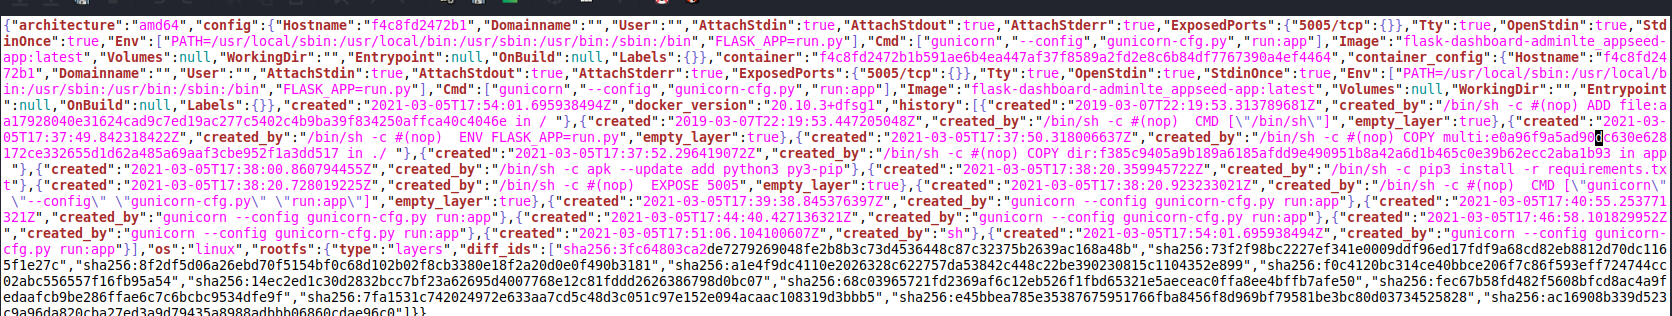 {"architecture":"amd64","config":{"Hostname":"f4c8fd2472b1","Domainname":"","User":"","AttachStdin":true,"AttachStdout":true,"AttachStderr":true,"ExposedPorts":{"5005/tcp":{}},"Tty":true,"OpenStdin":true,"Std
inOnce":true,"Env":["PATH=/usr/local/sbin:/usr/local/bin:/usr/sbin:/usr/bin:/sbin:/bin","FLASK_APP=run.py"],"Cmd":["gunicorn","--config","gunicorn-cfg.py","run:app"],"Image":"flask-dashboard-adminlte_appseed-
app:latest","Volumes":null,"WorkingDir":"","Entrypoint":null,"OnBuild":null,"Labels":{}},"container":"f4c8fd2472b1b591ae6b4ea447af37f8589a2fd2e8c6b84df7767390a4ef4464","container_config":{"Hostname":"f4c8fd24
72b1","Domainname":"","User":"","AttachStdin":true,"AttachStdout":true,"AttachStderr":true,"ExposedPorts":{"5005/tcp":{}},"Tty":true,"OpenStdin":true,"StdinOnce":true,"Env":["PATH=/usr/local/sbin:/usr/local/b
in:/usr/sbin:/usr/bin:/sbin:/bin","FLASK_APP=run.py"],"Cmd":["gunicorn","--config","gunicorn-cfg.py","run:app"],"Image":"flask-dashboard-adminlte_appseed-app:latest","Volumes":null,"WorkingDir":"","Entrypoint
":null,"OnBuild":null,"Labels":{}},"created":"2021-03-05T17:54:01.695938494Z","docker_version":"20.10.3+dfsg1","history":[{"created":"2019-03-07T22:19:53.313789681Z","created_by":"/bin/sh -c #(nop) ADD file:a
a17928040e31624cad9c7ed19ac277c5402c4b9ba39f834250affca40c4046e in / "},{"created":"2019-03-07T22:19:53.447205048Z","created_by":"/bin/sh -c #(nop)  CMD [\"/bin/sh\"]","empty_layer":true},{"created":"2021-03-
05T17:37:49.842318422Z","created_by":"/bin/sh -c #(nop)  ENV FLASK_APP=run.py","empty_layer":true},{"created":"2021-03-05T17:37:50.318006637Z","created_by":"/bin/sh -c #(nop) COPY multi:e0a96f9a5ad90dc630e628
172ce332655d1d62a485a69aaf3cbe952f1a3dd517 in ./ "},{"created":"2021-03-05T17:37:52.296419072Z","created_by":"/bin/sh -c #(nop) COPY dir:f385c9405a9b189a6185afdd9e490951b8a42a6d1b465c0e39b62ecc2aba1b93 in app
 "},{"created":"2021-03-05T17:38:00.860794455Z","created_by":"/bin/sh -c apk --update add python3 py3-pip"},{"created":"2021-03-05T17:38:20.359945722Z","created_by":"/bin/sh -c pip3 install -r requirements.tx
t"},{"created":"2021-03-05T17:38:20.728019225Z","created_by":"/bin/sh -c #(nop)  EXPOSE 5005","empty_layer":true},{"created":"2021-03-05T17:38:20.923233021Z","created_by":"/bin/sh -c #(nop)  CMD [\"gunicorn\"
 \"--config\" \"gunicorn-cfg.py\" \"run:app\"]","empty_layer":true},{"created":"2021-03-05T17:39:38.845376397Z","created_by":"gunicorn --config gunicorn-cfg.py run:app"},{"created":"2021-03-05T17:40:55.253771
321Z","created_by":"gunicorn --config gunicorn-cfg.py run:app"},{"created":"2021-03-05T17:44:40.427136321Z","created_by":"gunicorn --config gunicorn-cfg.py run:app"},{"created":"2021-03-05T17:46:58.101829952Z
","created_by":"gunicorn --config gunicorn-cfg.py run:app"},{"created":"2021-03-05T17:51:06.104100607Z","created_by":"sh"},{"created":"2021-03-05T17:54:01.695938494Z","created_by":"gunicorn --config gunicorn-
cfg.py run:app"}],"os":"linux","rootfs":{"type":"layers","diff_ids":["sha256:3fc64803ca2de7279269048fe2b8b3c73d4536448c87c32375b2639ac168a48b","sha256:73f2f98bc2227ef341e0009ddf96ed17fdf9a68cd82eb8812d70dc116
5f1e27c","sha256:8f2df5d06a26ebd70f5154bf0c68d102b02f8cb3380e18f2a20d0e0f490b3181","sha256:a1e4f9dc4110e2026328c622757da53842c448c22be390230815c1104352e899","sha256:f0c4120bc314ce40bbce206f7c86f593eff724744cc
02abc556557f16fb95a54","sha256:14ec2ed1c30d2832bcc7bf23a62695d4007768e12c81fddd2626386798d0bc07","sha256:68c03965721fd2369af6c12eb526f1fbd65321e5aeceac0ffa8ee4bffb7afe50","sha256:fec67b58fd482f5608bfcd8ac4a9f
edaafcb9be286ffae6c7c6bcbc9534dfe9f","sha256:7fa1531c742024972e633aa7cd5c48d3c051c97e152e094acaac108319d3bbb5","sha256:e45bbea785e35387675951766fba8456f8d969bf79581be3bc80d03734525828","sha256:ac16908b339d523
c9a96da820cba27ed3a9d79435a8988adhbb06860cdae96c0"]}}